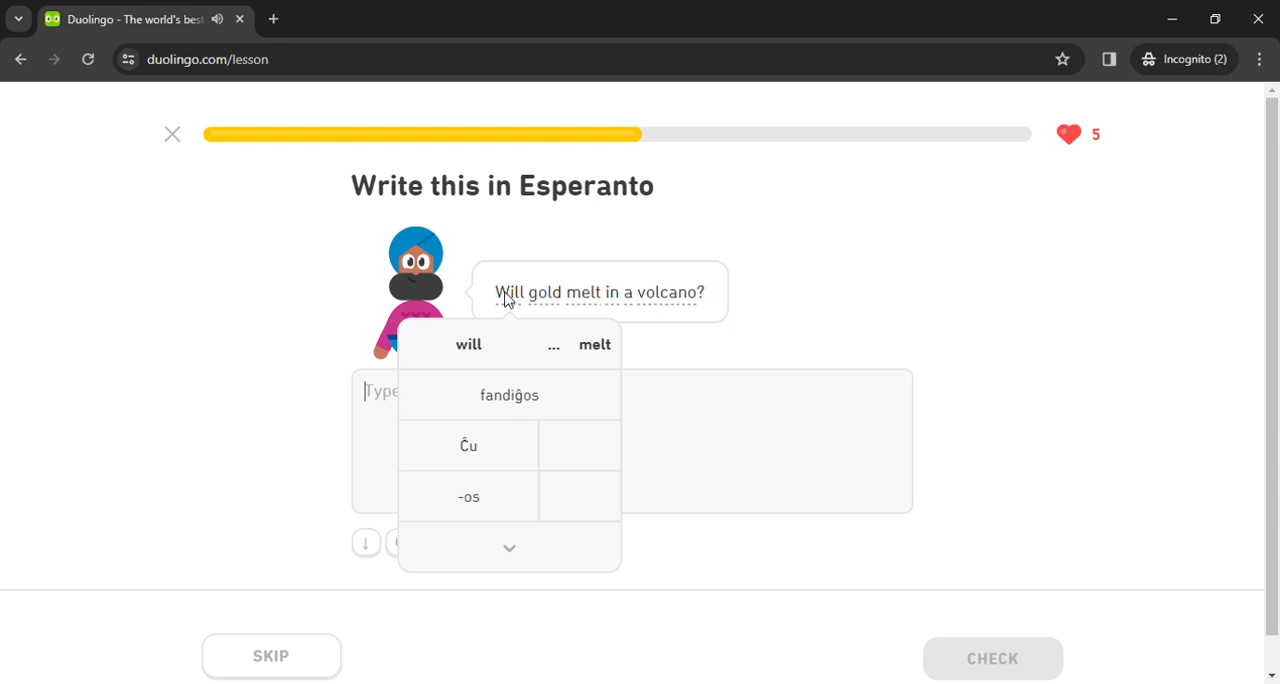 Duolingo - The world's bes
duolingo.com/lesson
Incognito (2)
5
Write this in Esperanto
Will gold melt in a volcano?
will ... melt
Type
fandiĝos
Ĉu
-os
↓
SKIP
CHECK